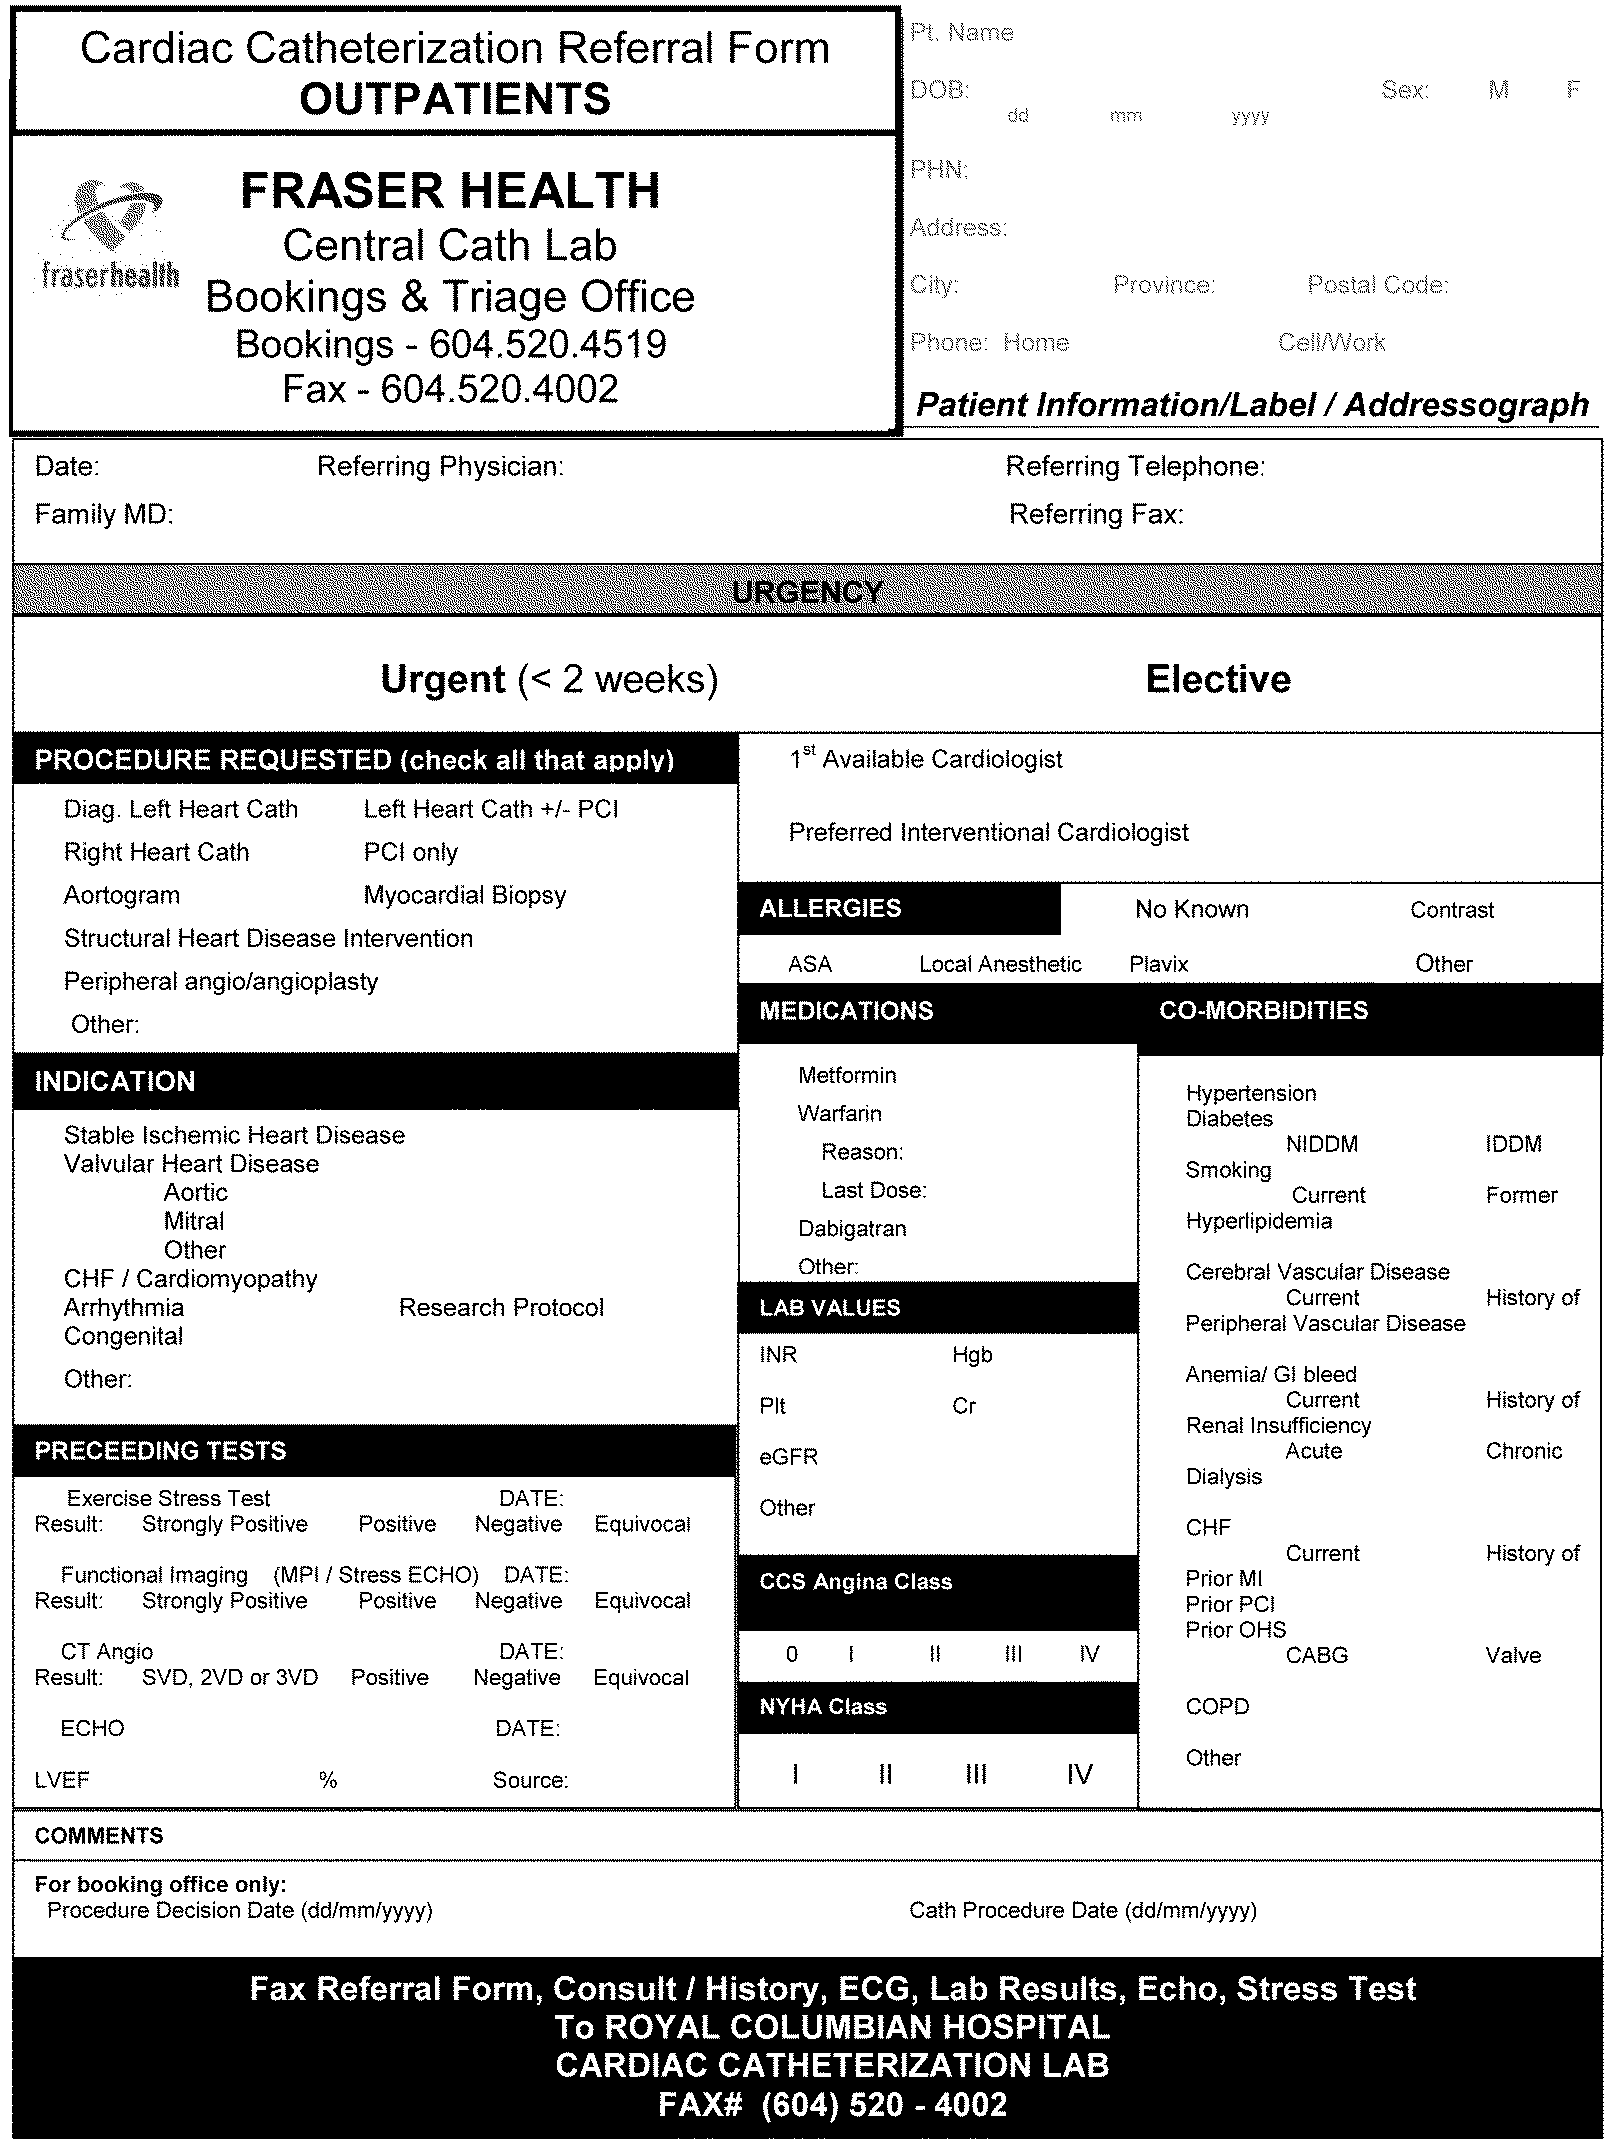 Cardiac Catheterization Referral Form
OUTPATIENTS
fraserhealth
FRASER HEALTH
Central Cath Lab
Bookings & Triage Office
Bookings - 604.520.4519
Fax - 604.520.4002
Pt. Name
DOB: Sex: M F
dd mm yyyy
PHN:
Address:
City: Province: Postal Code:
Phone: Home Cell/Work
Patient Information/Label / Addressograph
Date: Referring Physician: Referring Telephone:
Family MD: Referring Fax:
URGENCY
Urgent (< 2 weeks) Elective
PROCEDURE REQUESTED (check all that apply)
Diag. Left Heart Cath Left Heart Cath +/- PCI
Right Heart Cath PCI only
Aortogram Myocardial Biopsy
Structural Heart Disease Intervention
Peripheral angio/angioplasty
Other:
INDICATION
Stable Ischemic Heart Disease
Valvular Heart Disease
Aortic
Mitral
Other
CHF / Cardiomyopathy
Arrhythmia Research Protocol
Congenital
Other:
PRECEEDING TESTS
Exercise Stress Test DATE:
Result: Strongly Positive Positive Negative Equivocal
Functional Imaging (MPI / Stress ECHO) DATE:
Result: Strongly Positive Positive Negative Equivocal
CT Angio DATE:
Result: SVD, 2VD or 3VD Positive Negative Equivocal
ECHO DATE:
LVEF % Source:
1st Available Cardiologist
Preferred Interventional Cardiologist
ALLERGIES No Known Contrast
ASA Local Anesthetic Plavix Other
MEDICATIONS
Metformin
Warfarin
Reason:
Last Dose:
Dabigatran
Other:
LAB VALUES
INR Hgb
Plt Cr
eGFR
Other
CCS Angina Class
0 I II III IV
NYHA Class
I II III IV
CO-MORBIDITIES
Hypertension
Diabetes
NIDDM IDDM
Smoking
Current Former
Hyperlipidemia
Cerebral Vascular Disease
Current History of
Peripheral Vascular Disease
Anemia/ GI bleed
Current History of
Renal Insufficiency
Acute Chronic
Dialysis
CHF
Current History of
Prior MI
Prior PCI
Prior OHS
CABG Valve
COPD
Other
COMMENTS
For booking office only:
Procedure Decision Date (dd/mm/yyyy) Cath Procedure Date (dd/mm/yyyy)
Fax Referral Form, Consult / History, ECG, Lab Results, Echo, Stress Test
To ROYAL COLUMBIAN HOSPITAL
CARDIAC CATHETERIZATION LAB
FAX# (604) 520 - 4002